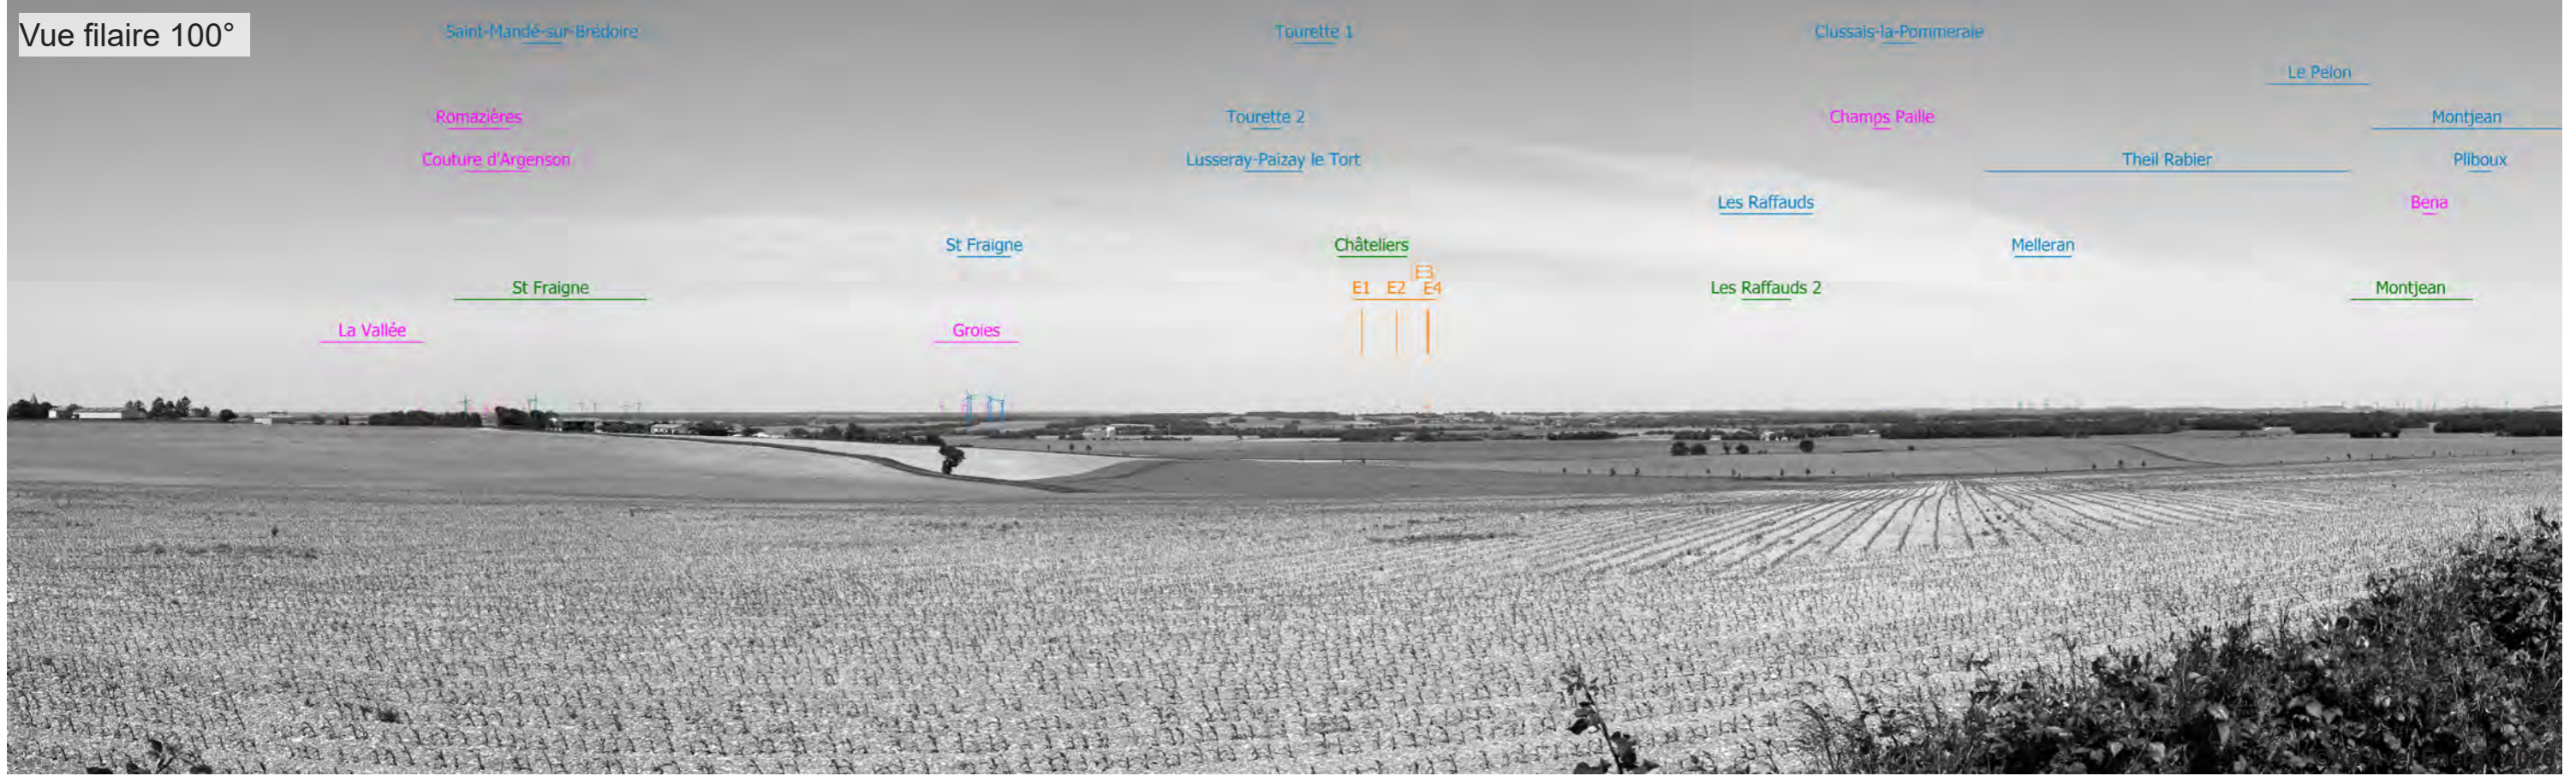 Vue filaire 100°
Saint-Mandé-sur-Brédoire
Tourette 1
Clussais-la-Pommeraie
Le Pelon
Romazières
Tourette 2
Champs Paille
Montjean
Couture d'Argenson
Lusseray-Paizay le Tort
Theil Rabier
Pliboux
Les Raffauds
Bena
St Fraigne
Châteliers
Melleran
E3
St Fraigne
E1 E2 E4
Les Raffauds 2
Montjean
La Vallée
Groies